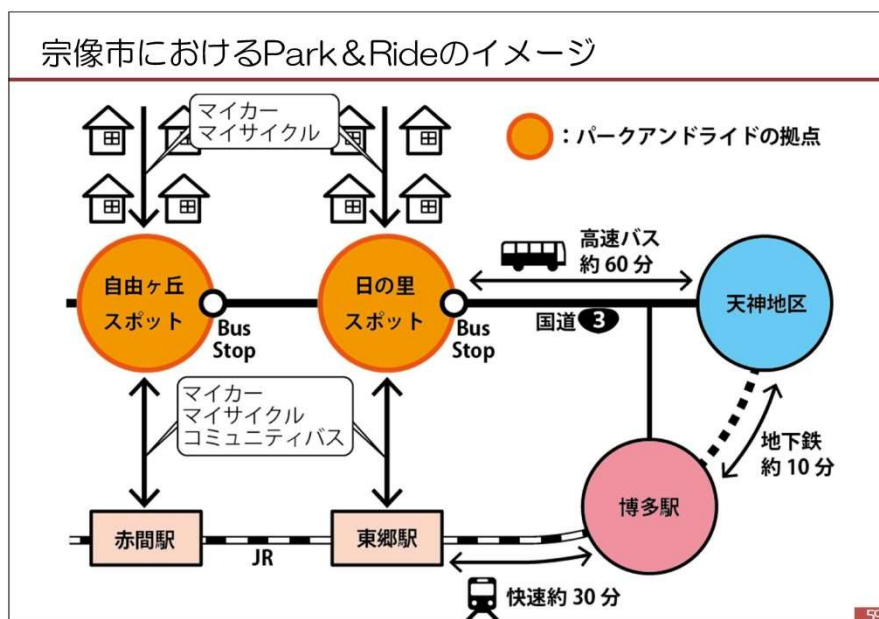 宗像市におけるPark&Rideのイメージ
マイカー
マイサイクル
：パークアンドライドの拠点
高速バス
約60分
自由ヶ丘
スポット
Bus
Stop
日の里
スポット
Bus
Stop
国道3
天神地区
マイカー
マイサイクル
コミュニティバス
地下鉄
約10分
博多駅
赤間駅
JR
東郷駅
快速約30分
59